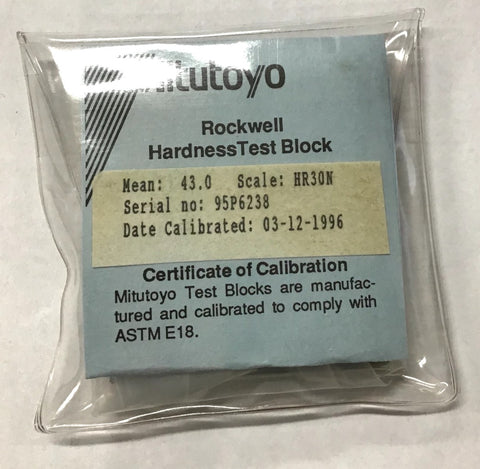 Mitutoyo
Rockwell
HardnessTest Block
Mean: 43.0 Scale: HR30N
Serial no: 95P6238
Date Calibrated: 03-12-1996
Certificate of Calibration
Mitutoyo Test Blocks are manufac-
tured and calibrated to comply with
ASTM E18.